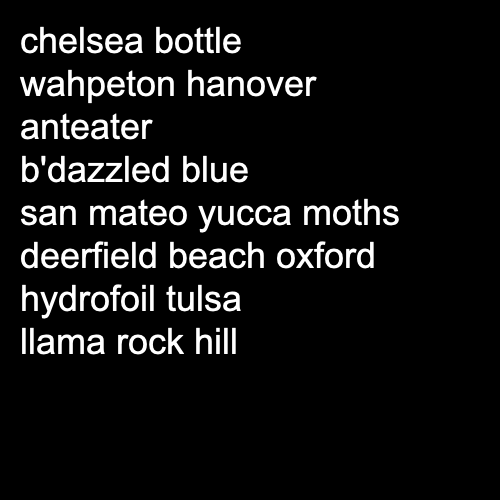 chelsea bottle
wahpeton hanover
anteater
b'dazzled blue
san mateo yucca moths
deerfield beach oxford
hydrofoil tulsa
llama rock hill